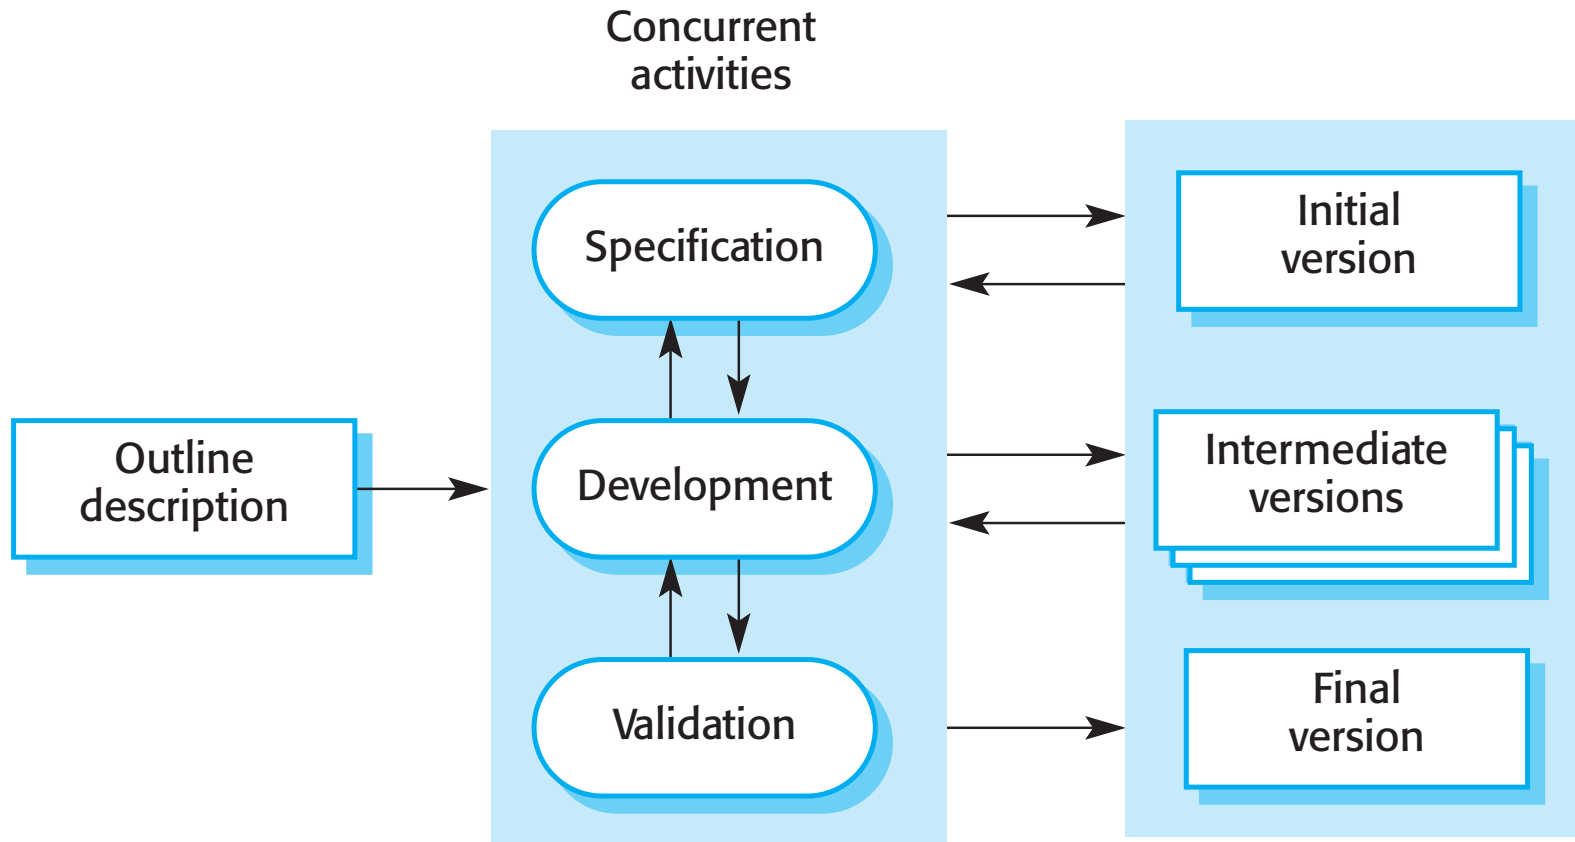 Concurrent
activities
Outline
description
Specification
Development
Validation
Initial
version
Intermediate
versions
Final
version